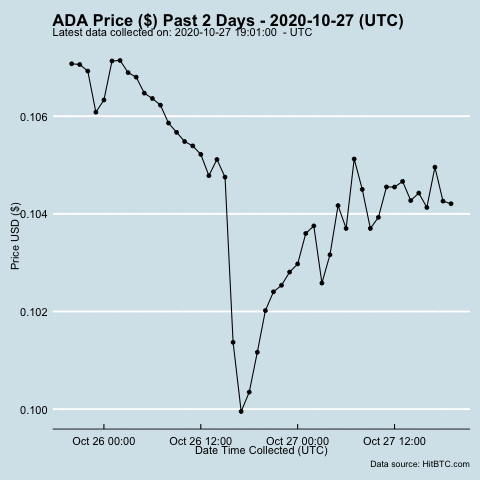 ADA Price ($) Past 2 Days - 2020-10-27 (UTC)
Latest data collected on: 2020-10-27 19:01:00 - UTC
0.106
0.104
0.102
0.100
Price USD ($)
Oct 26 00:00 Oct 26 12:00 Oct 27 00:00 Oct 27 12:00
Date Time Collected (UTC)
Data source: HitBTC.com